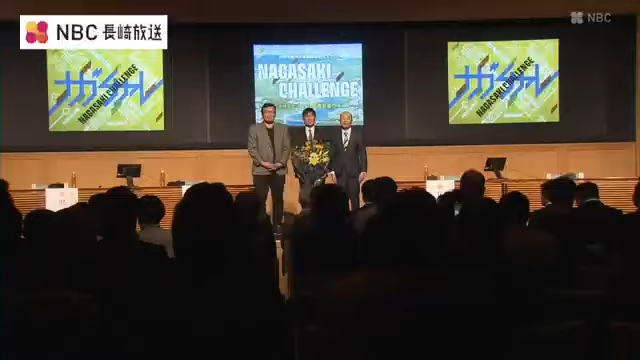 NBC 長崎放送
NBC
ナガチャレ
NAGASAKI CHALLENGE
NAGASAKI
CHALLENGE
ナガチャレ
NAGASAKI CHALLENGE